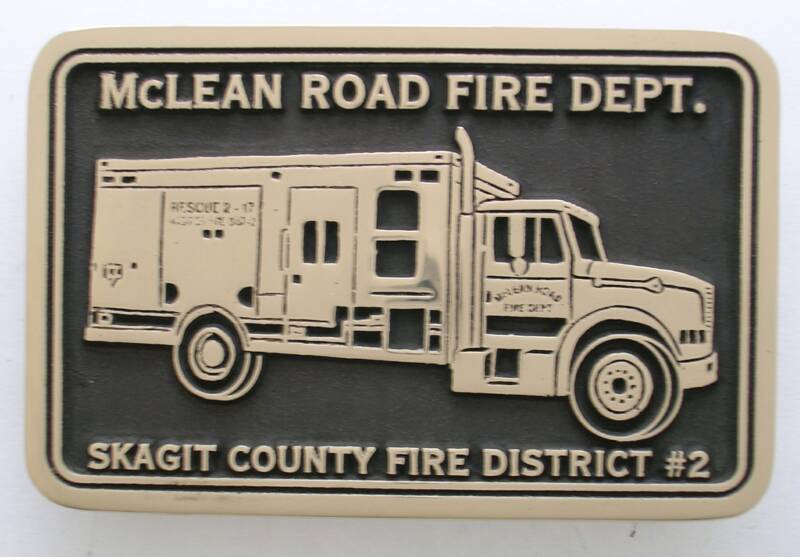 McLEAN ROAD FIRE DEPT.
RESCUE 2-17
McLEAN ROAD
FIRE DEPT
SKAGIT COUNTY FIRE DISTRICT #2